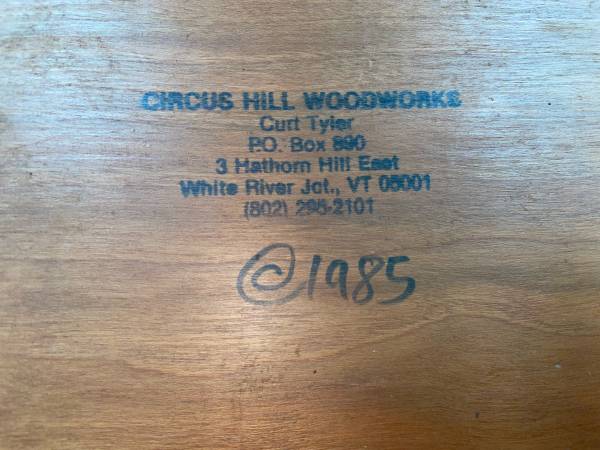 CIRCUS HILL WOODWORKS
Curt Tyler
P.O. Box 890
3 Hathorn Hill East
White River Jct., VT 05001
(802) 295-2101
©1985